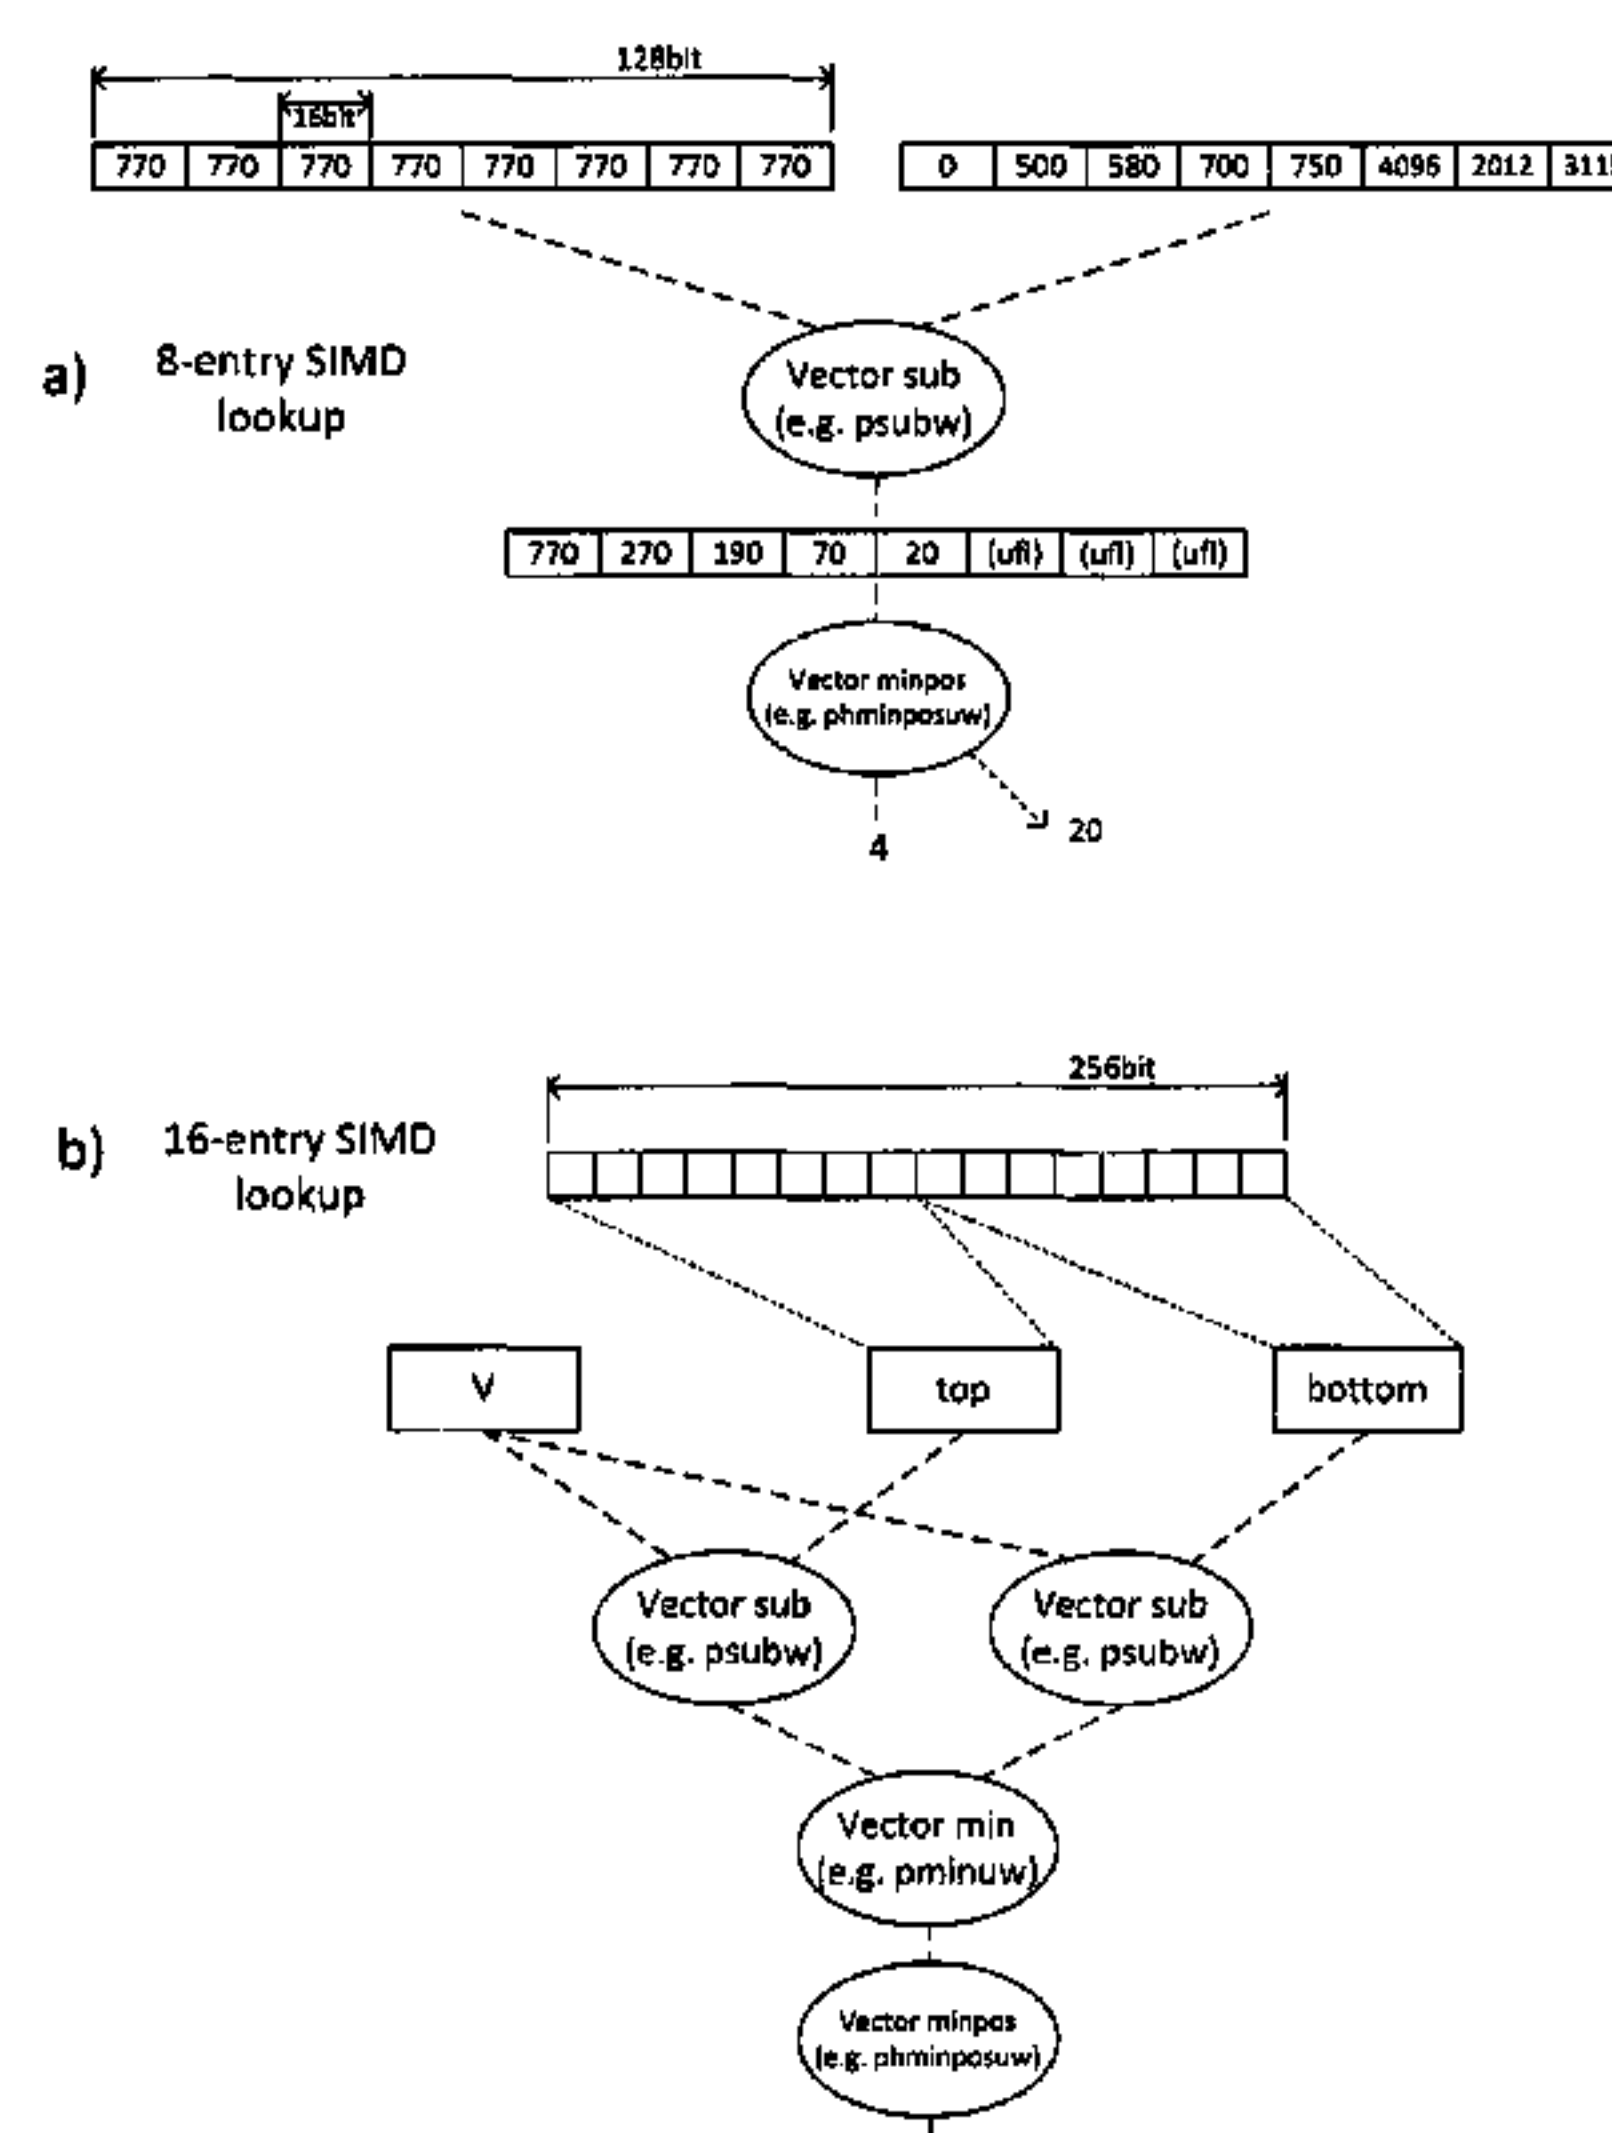 128bit
16bit
770 770 770 770 770 770 770 770
0 500 580 700 750 4096 2012
a) 8-entry SIMD
lookup
Vector sub
(e.g. psubw)
770 270 190 70 20 (ufl) (ufl) (ufl)
Vector minpos
(e.g. phminposuw)
4
20
256bit
b) 16-entry SIMD
lookup
V
top
bottom
Vector sub
(e.g. psubw)
Vector sub
(e.g. psubw)
Vector min
(e.g. pminuw)
Vector minpos
(e.g. phminposuw)